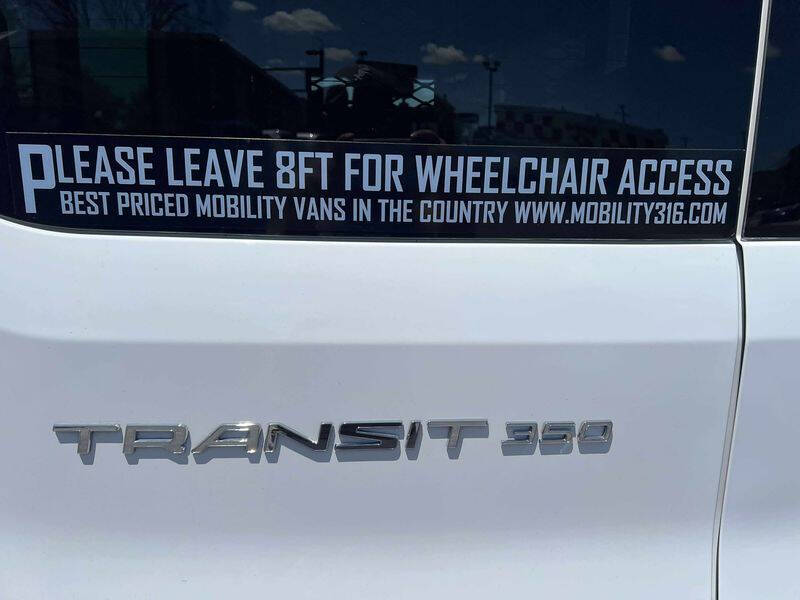 PLEASE LEAVE 8FT FOR WHEELCHAIR ACCESS
BEST PRICED MOBILITY VANS IN THE COUNTRY WWW.MOBILITY316.COM
TRANSIT 350